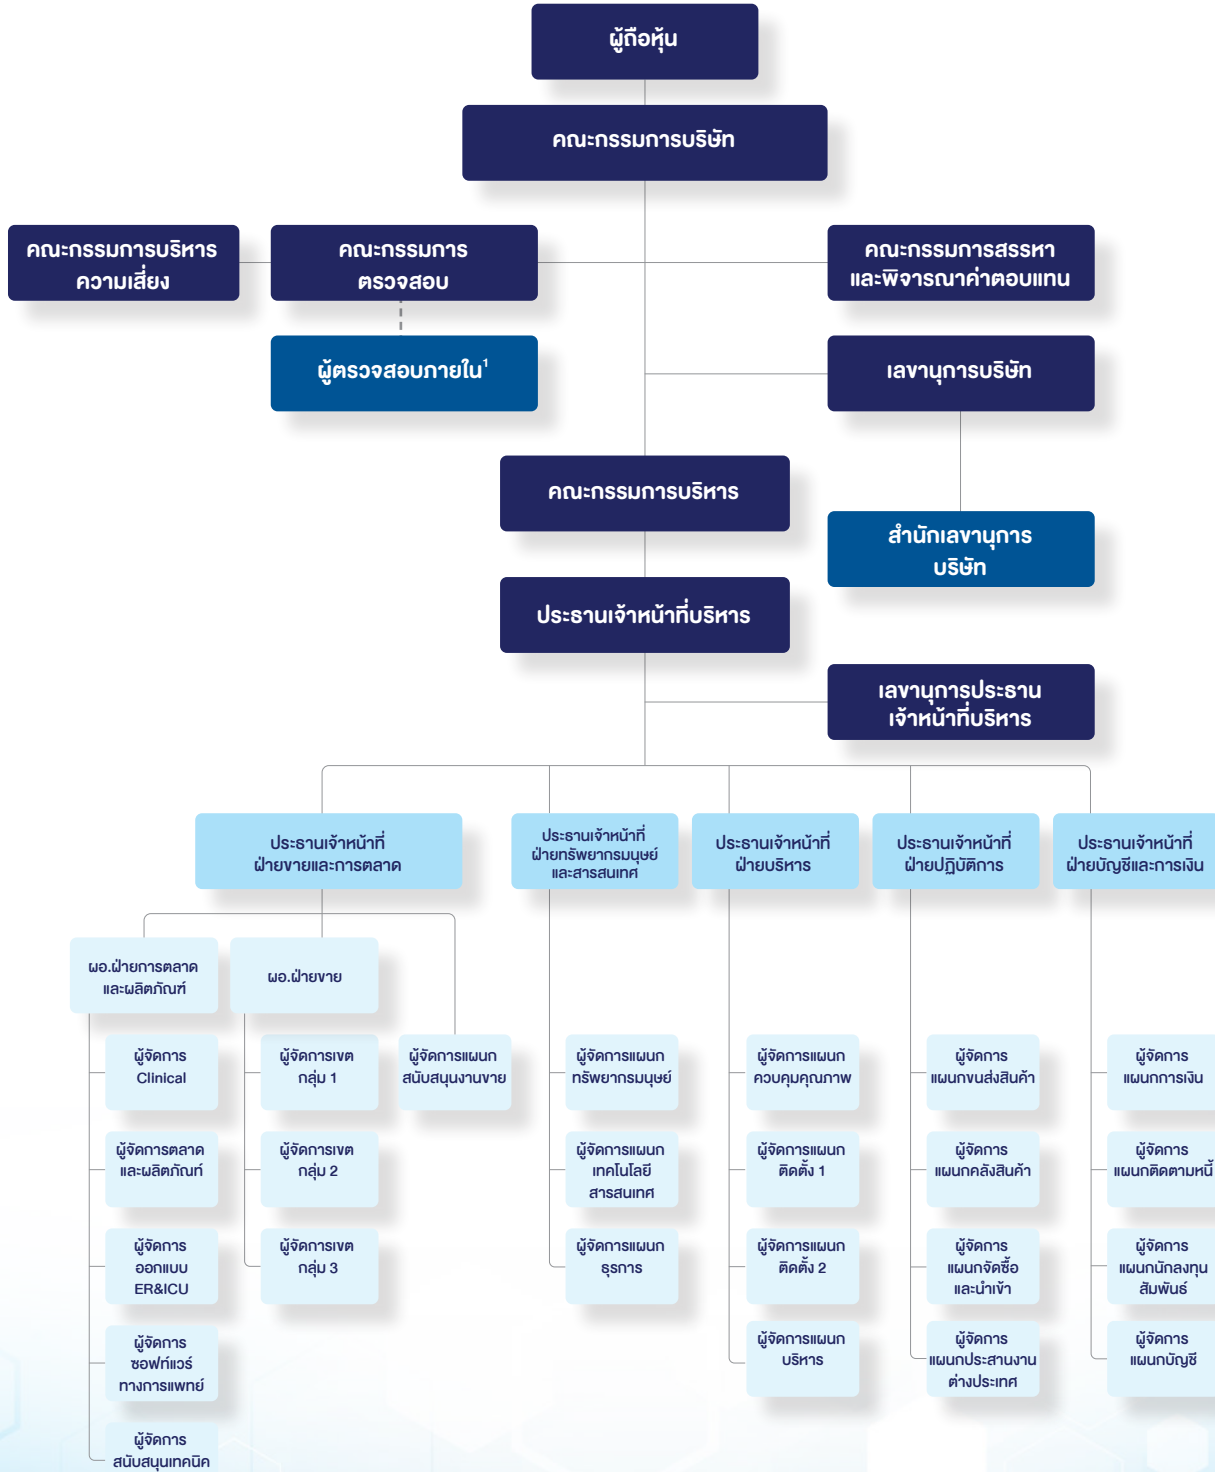 ผู้ถือหุ้น
คณะกรรมการบริษัท
คณะกรรมการบริหาร
ความเสี่ยง
คณะกรรมการ
ตรวจสอบ
คณะกรรมการสรรหา
และพิจารณาค่าตอบแทน
ผู้ตรวจสอบภายใน¹
เลขานุการบริษัท
คณะกรรมการบริหาร
สำนักเลขานุการ
บริษัท
ประธานเจ้าหน้าที่บริหาร
เลขานุการประธาน
เจ้าหน้าที่บริหาร
ประธานเจ้าหน้าที่
ฝ่ายขายและการตลาด
ประธานเจ้าหน้าที่
ฝ่ายทรัพยากรมนุษย์
และสารสนเทศ
ประธานเจ้าหน้าที่
ฝ่ายบริหาร
ประธานเจ้าหน้าที่
ฝ่ายปฏิบัติการ
ประธานเจ้าหน้าที่
ฝ่ายบัญชีและการเงิน
ผอ.ฝ่ายการตลาด
และผลิตภัณฑ์
ผอ.ฝ่ายขาย
ผู้จัดการ
Clinical
ผู้จัดการเขต
กลุ่ม 1
ผู้จัดการแผนก
สนับสนุนงานขาย
ผู้จัดการแผนก
ทรัพยากรมนุษย์
ผู้จัดการแผนก
ควบคุมคุณภาพ
ผู้จัดการ
แผนกขนส่งสินค้า
ผู้จัดการ
แผนกการเงิน
ผู้จัดการตลาด
และผลิตภัณฑ์
ผู้จัดการเขต
กลุ่ม 2
ผู้จัดการแผนก
เทคโนโลยี
สารสนเทศ
ผู้จัดการแผนก
ติดตั้ง 1
ผู้จัดการ
แผนกคลังสินค้า
ผู้จัดการ
แผนกติดตามหนี้
ผู้จัดการ
ออกแบบ
ER&ICU
ผู้จัดการเขต
กลุ่ม 3
ผู้จัดการแผนก
ธุรการ
ผู้จัดการแผนก
ติดตั้ง 2
ผู้จัดการ
แผนกจัดซื้อ
และนำเข้า
ผู้จัดการ
แผนกนักลงทุน
สัมพันธ์
ผู้จัดการ
ซอฟท์แวร์
ทางการแพทย์
ผู้จัดการแผนก
บริหาร
ผู้จัดการ
แผนกประสานงาน
ต่างประเทศ
ผู้จัดการ
แผนกบัญชี
ผู้จัดการ
สนับสนุนเทคนิค